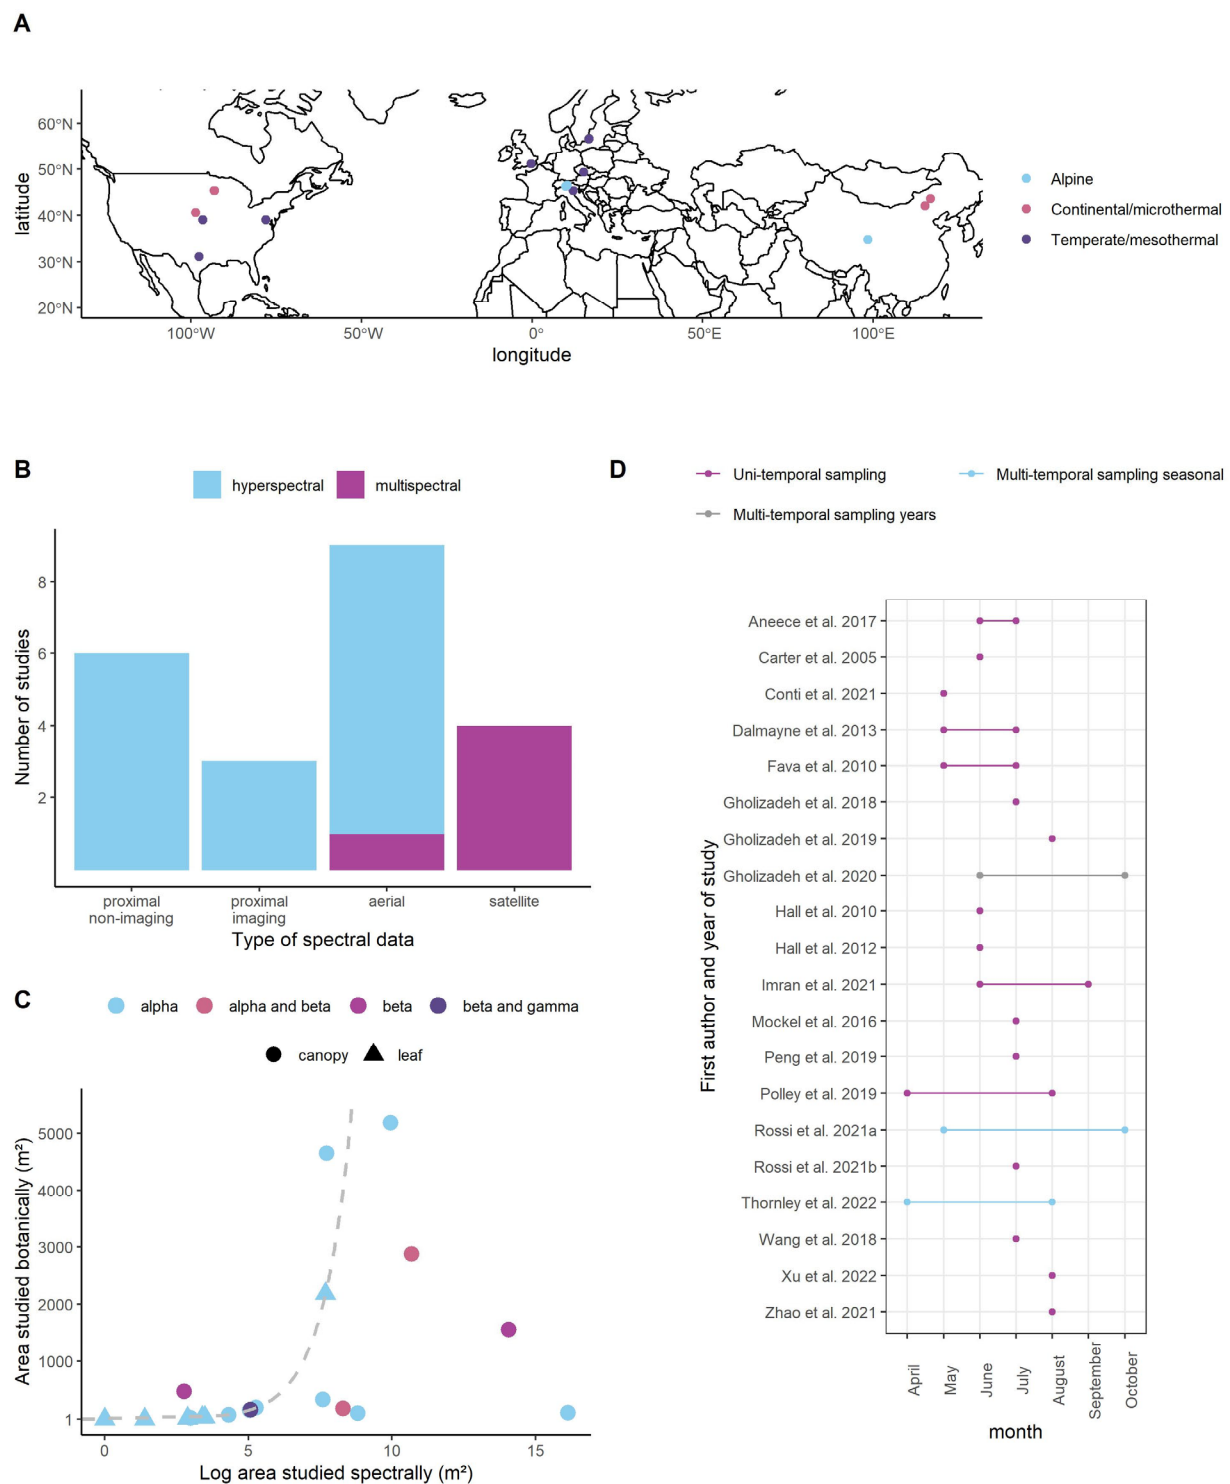 A
60°N
50°N
40°N
30°N
20°N
latitude
100°W
50°W
0°
50°E
100°E
longitude
Alpine
Continental/microthermal
Temperate/mesothermal
B
hyperspectral
multispectral
8
6
4
2
Number of studies
proximal
non-imaging
proximal
imaging
aerial
satellite
Type of spectral data
C
alpha
alpha and beta
beta
beta and gamma
canopy
leaf
5000
4000
3000
2000
1000
1
Area studied botanically (m²)
0
5
10
15
Log area studied spectrally (m²)
D
Uni-temporal sampling
Multi-temporal sampling seasonal
Multi-temporal sampling years
First author and year of study
Aneece et al. 2017
Carter et al. 2005
Conti et al. 2021
Dalmayne et al. 2013
Fava et al. 2010
Gholizadeh et al. 2018
Gholizadeh et al. 2019
Gholizadeh et al. 2020
Hall et al. 2010
Hall et al. 2012
Imran et al. 2021
Mockel et al. 2016
Peng et al. 2019
Polley et al. 2019
Rossi et al. 2021a
Rossi et al. 2021b
Thornley et al. 2022
Wang et al. 2018
Xu et al. 2022
Zhao et al. 2021
April
May
June
July
August
September
October
month